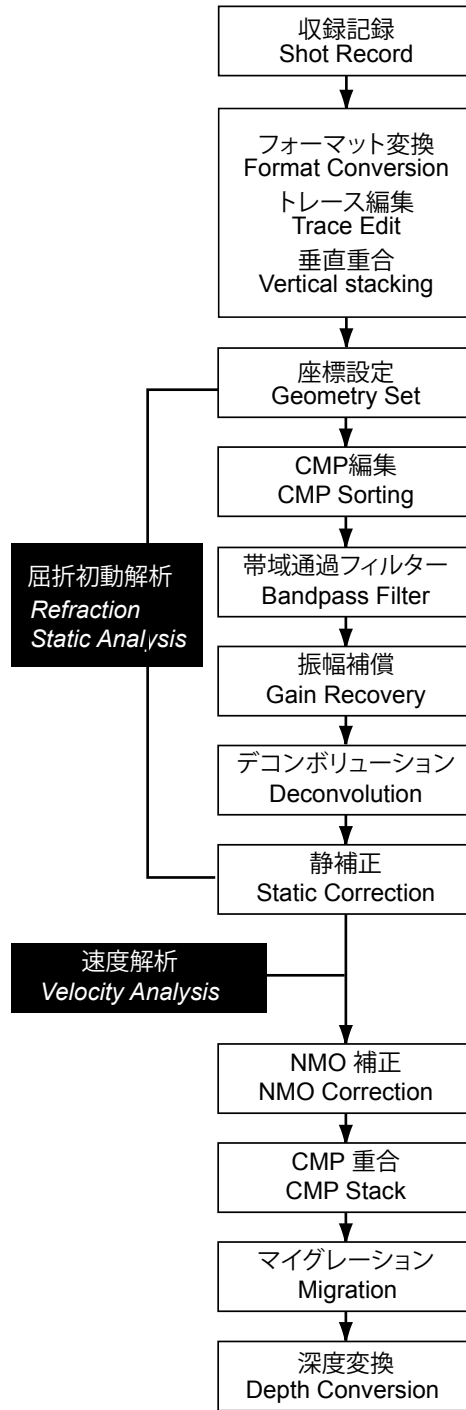 収録記録
Shot Record
フォーマット変換
Format Conversion
トレース編集
Trace Edit
垂直重合
Vertical stacking
座標設定
Geometry Set
CMP編集
CMP Sorting
屈折初動解析
Refraction
Static Analysis
帯域通過フィルター
Bandpass Filter
振幅補償
Gain Recovery
デコンボリューション
Deconvolution
静補正
Static Correction
速度解析
Velocity Analysis
NMO 補正
NMO Correction
CMP 重合
CMP Stack
マイグレーション
Migration
深度変換
Depth Conversion